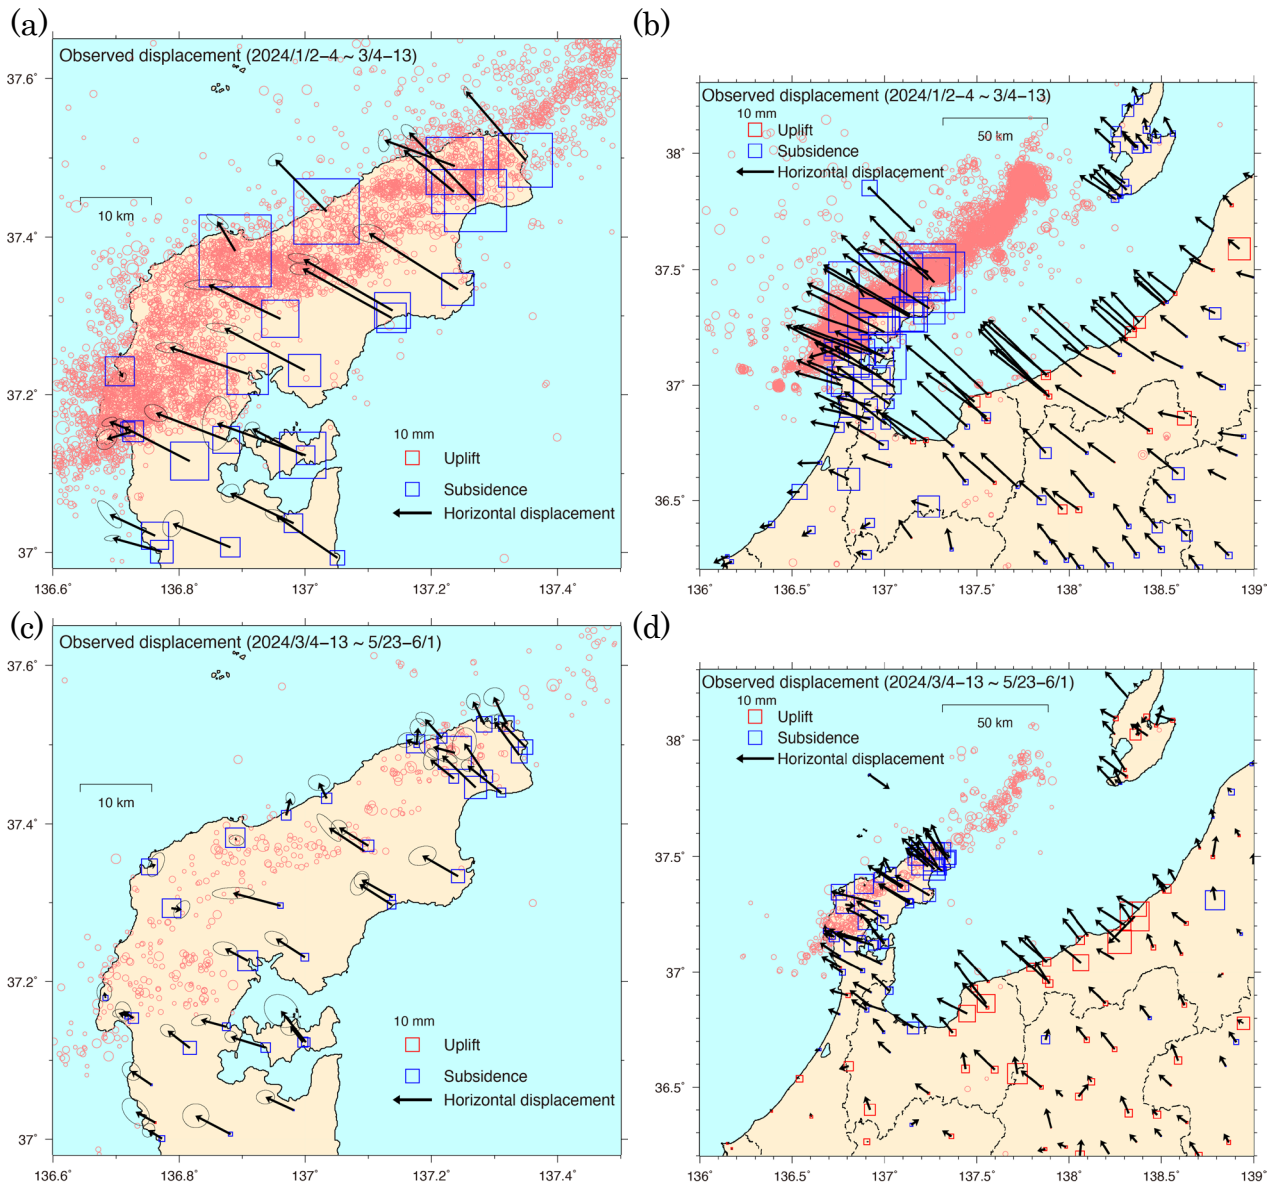 (a)
Observed displacement (2024/1/2−4 ~ 3/4−13)
37.6˚
37.4˚
37.2˚
37˚
10 km
10 mm
Uplift
Subsidence
Horizontal displacement
136.6˚
136.8˚
137˚
137.2˚
137.4˚
(b)
Observed displacement (2024/1/2−4 ~ 3/4−13)
10 mm
Uplift
Subsidence
Horizontal displacement
50 km
38˚
37.5˚
37˚
36.5˚
136˚
136.5˚
137˚
137.5˚
138˚
138.5˚
139˚
(c)
Observed displacement (2024/3/4−13 ~ 5/23−6/1)
37.6˚
37.4˚
37.2˚
37˚
10 km
10 mm
Uplift
Subsidence
Horizontal displacement
136.6˚
136.8˚
137˚
137.2˚
137.4˚
(d)
Observed displacement (2024/3/4−13 ~ 5/23−6/1)
10 mm
Uplift
Subsidence
Horizontal displacement
50 km
38˚
37.5˚
37˚
36.5˚
136˚
136.5˚
137˚
137.5˚
138˚
138.5˚
139˚